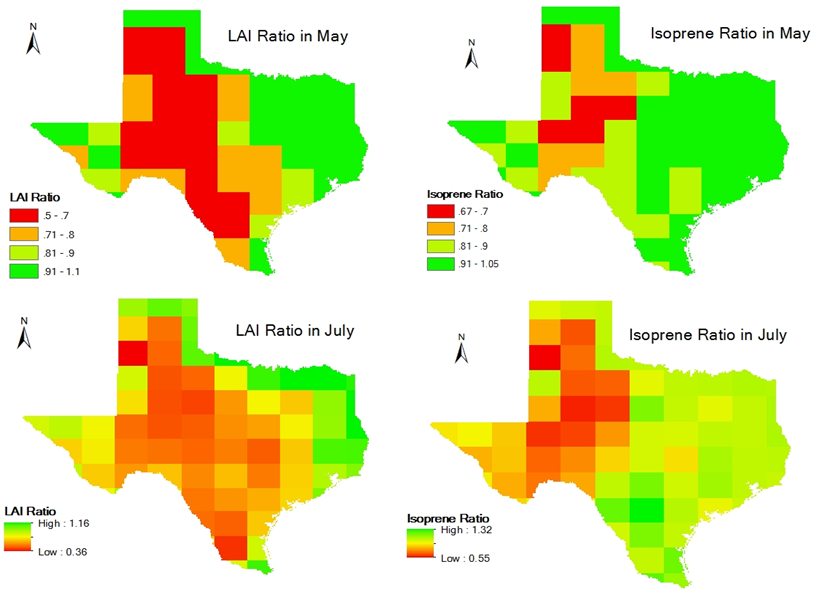 N
LAI Ratio in May
LAI Ratio
.5 - .7
.71 - .8
.81 - .9
.91 - 1.1
N
Isoprene Ratio in May
Isoprene Ratio
.67 - .7
.71 - .8
.81 - .9
.91 - 1.05
N
LAI Ratio in July
LAI Ratio
High : 1.16
Low : 0.36
N
Isoprene Ratio in July
Isoprene Ratio
High : 1.32
Low : 0.55